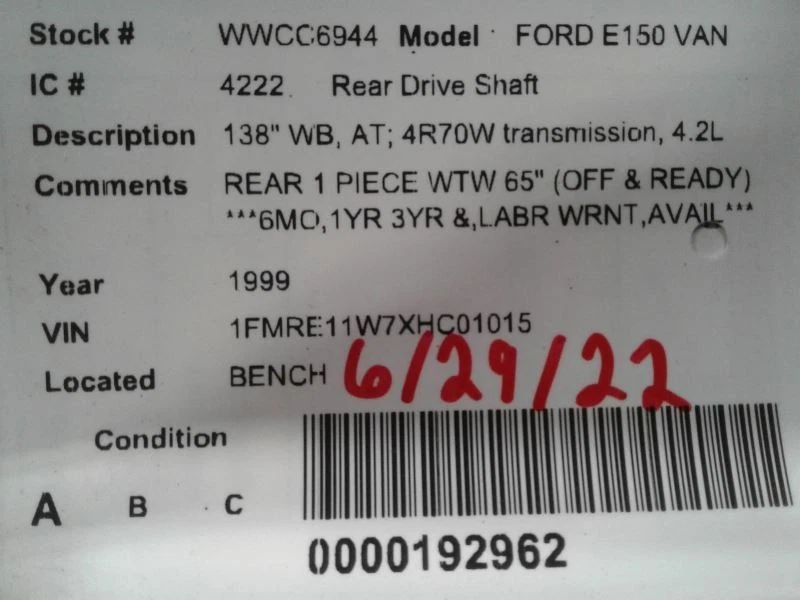 Stock # WWCC6944 Model FORD E150 VAN
IC # 4222. Rear Drive Shaft
Description 138" WB, AT; 4R70W transmission, 4.2L
Comments REAR 1 PIECE WTW 65" (OFF & READY)
***6MO,1YR 3YR &,LABR WRNT,AVAIL***
Year 1999
VIN 1FMRE11W7XHC01015
Located BENCH 6/29/22
Condition
A B C
0000192962